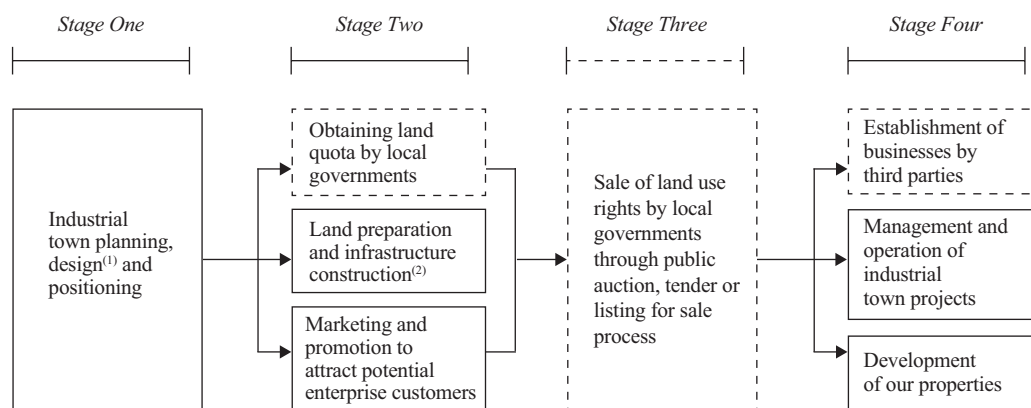 Stage One
Stage Two
Stage Three
Stage Four
Industrial
town planning,
design(1) and
positioning
Obtaining land
quota by local
governments
Land preparation
and infrastructure
construction(2)
Marketing and
promotion to
attract potential
enterprise customers
Sale of land use
rights by local
governments
through public
auction, tender or
listing for sale
process
Establishment of
businesses by
third parties
Management and
operation of
industrial
town projects
Development
of our properties